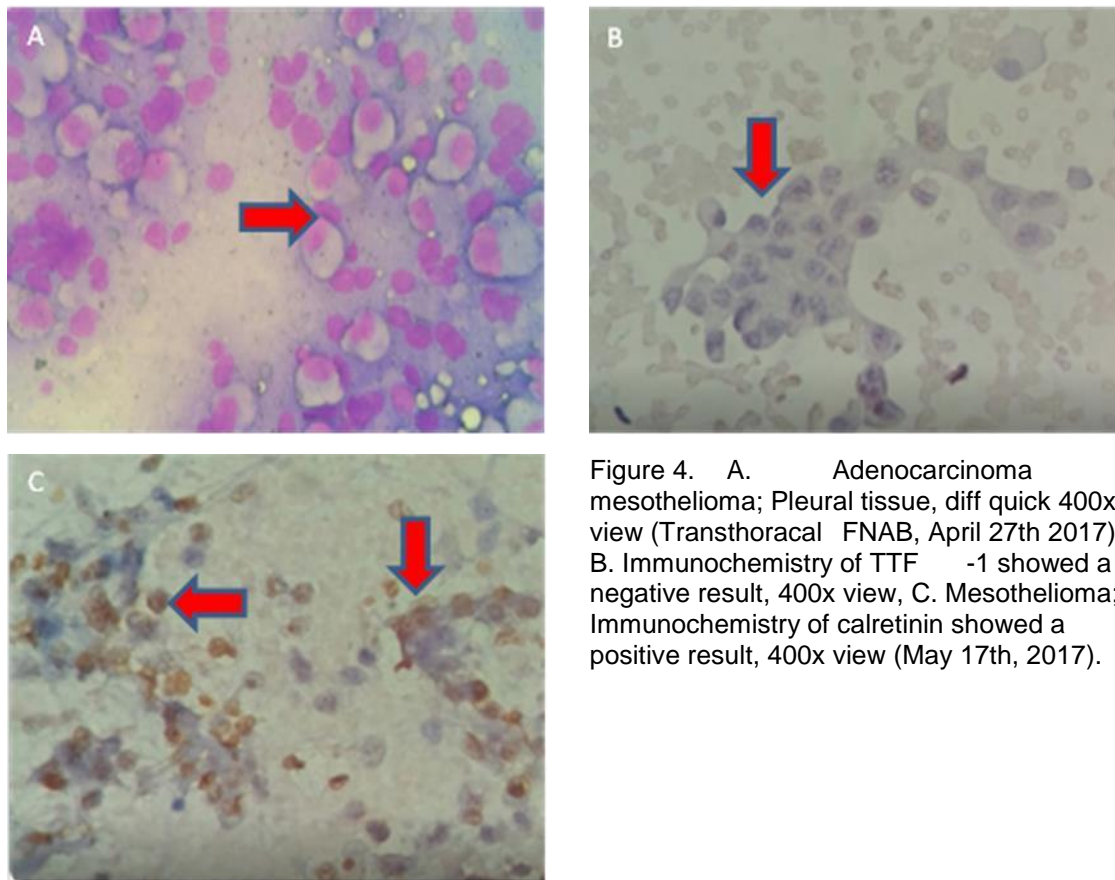 A
B
C
Figure 4. A. Adenocarcinoma
mesothelioma; Pleural tissue, diff quick 400x
view (Transthoracal FNAB, April 27th 2017)
B. Immunochemistry of TTF -1 showed a
negative result, 400x view, C. Mesothelioma;
Immunochemistry of calretinin showed a
positive result, 400x view (May 17th, 2017).